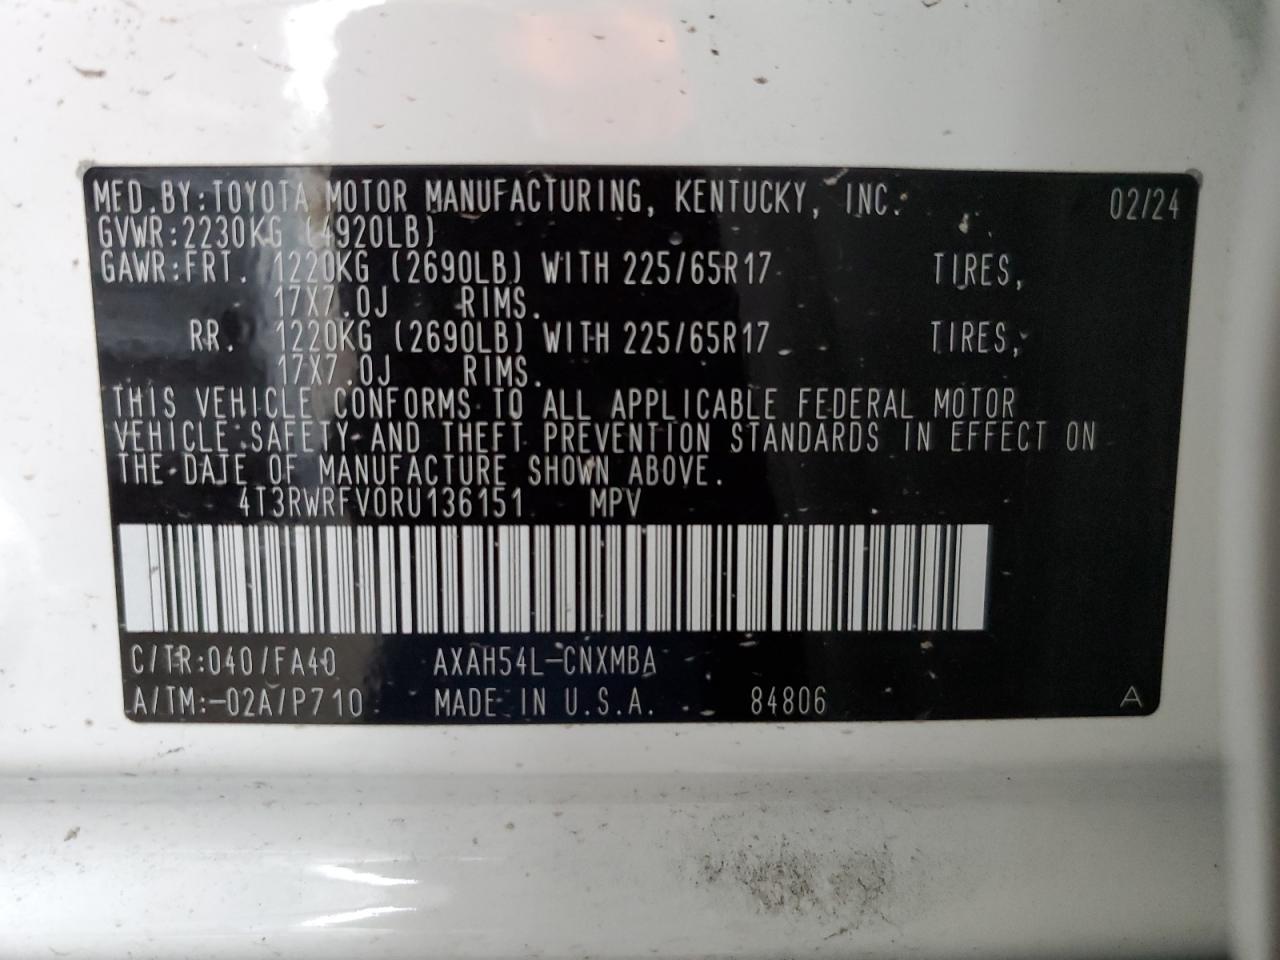 MFD.BY:TOYOTA MOTOR MANUFACTURING, KENTUCKY, INC. 02/24
GVWR:2230KG (4920LB)
GAWR:FRT. 1220KG (2690LB) WITH 225/65R17 TIRES,
17X7.0J RIMS.
RR. 1220KG (2690LB) WITH 225/65R17 TIRES,
17X7.0J RIMS.
THIS VEHICLE CONFORMS TO ALL APPLICABLE FEDERAL MOTOR
VEHICLE SAFETY AND THEFT PREVENTION STANDARDS IN EFFECT ON
THE DATE OF MANUFACTURE SHOWN ABOVE.
4T3RWRFV0RU136151 MPV
C/TR:040/FA40 AXAH54L-CNXMBA
A/TM:-02A/P710 MADE IN U.S.A. 84806 A